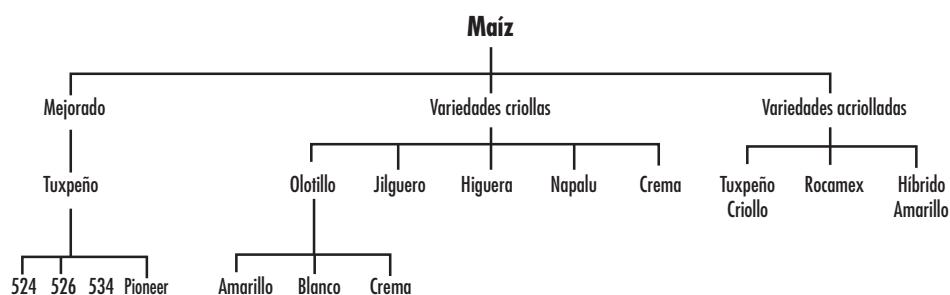 Maíz
Mejorado Variedades criollas Variedades acriolladas
Tuxpeño Olotillo Jilguero Higuera Napalu Crema Tuxpeño Criollo Rocamex Híbrido Amarillo
524 526 534 Pioneer Amarillo Blanco Crema